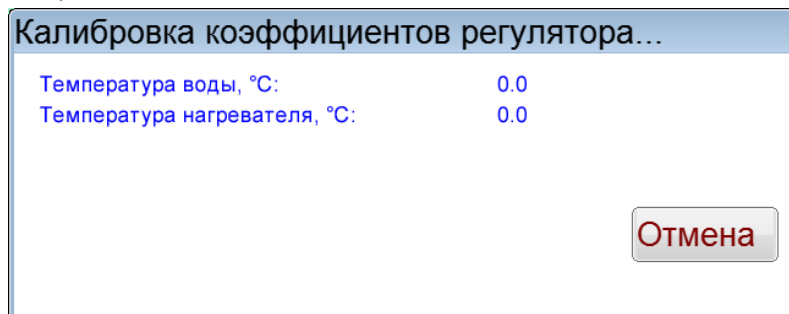 Калибровка коэффициентов регулятора...
Температура воды, °C: 0.0
Температура нагревателя, °C: 0.0
Отмена